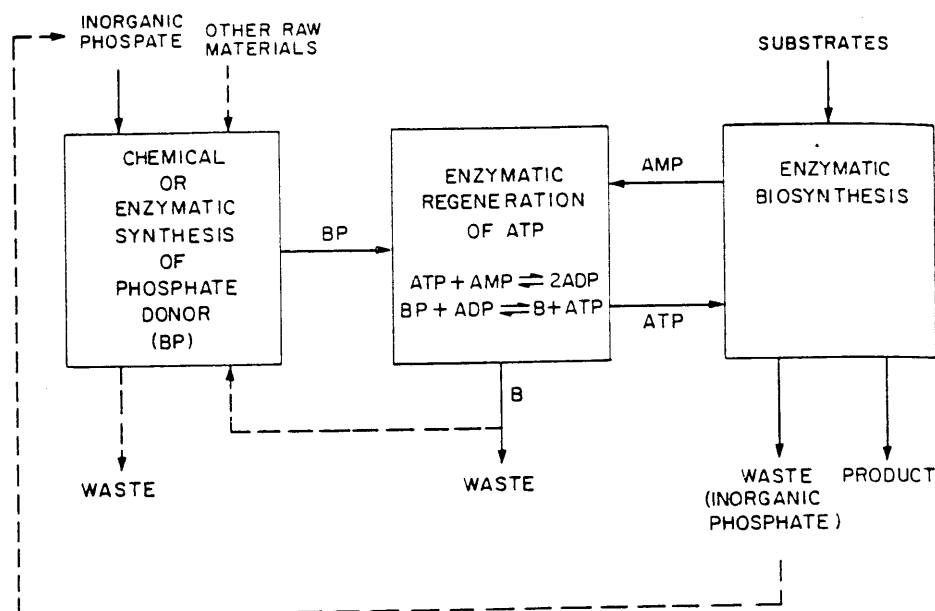 INORGANIC
PHOSPATE
OTHER RAW
MATERIALS
SUBSTRATES
CHEMICAL
OR
ENZYMATIC
SYNTHESIS
OF
PHOSPHATE
DONOR
(BP)
BP
ENZYMATIC
REGENERATION
OF ATP
ATP + AMP ⇌ 2ADP
BP + ADP ⇌ B + ATP
AMP
ATP
ENZYMATIC
BIOSYNTHESIS
B
WASTE
WASTE
WASTE
(INORGANIC
PHOSPHATE)
PRODUCT